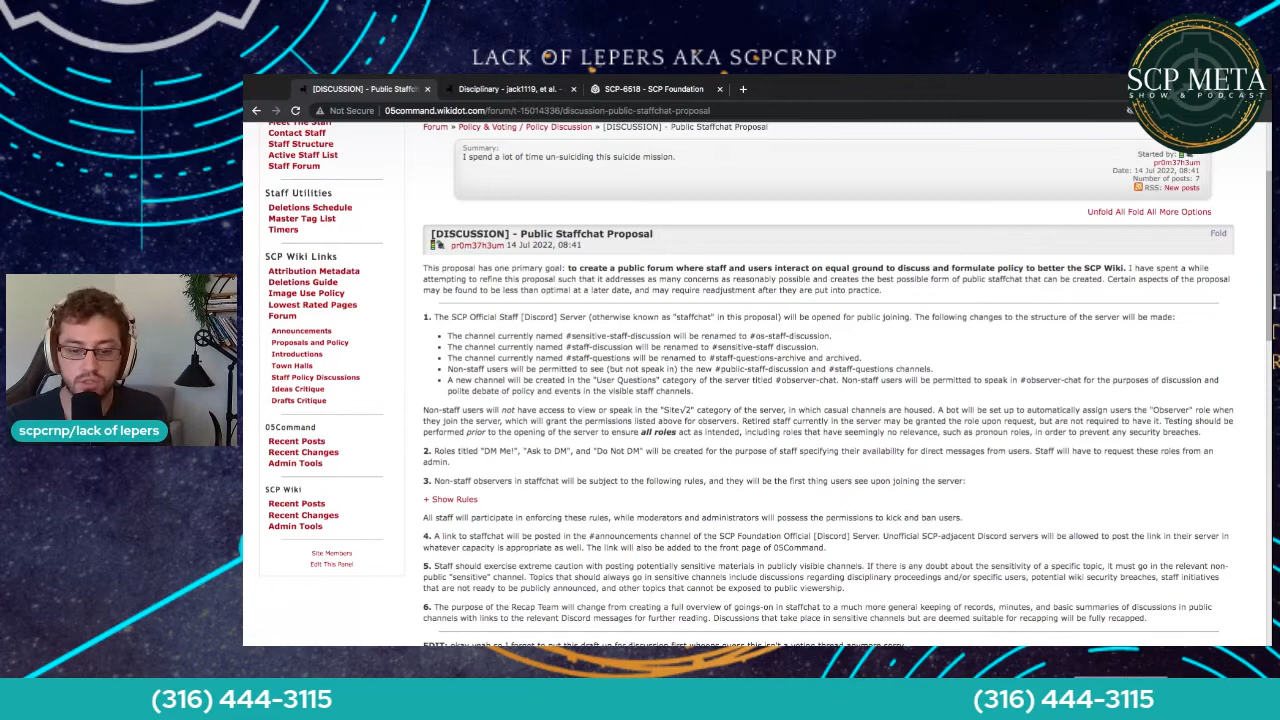 LACK OF LEPERS AKA SGPCRNP
SCP META
SHOW & PODCAST
[DISCUSSION] - Public Staffch
Disciplinary - jack1119, et al. -
SCP-6518 - SCP Foundation
Not Secure
05command.wikidot.com/forum/t-15014336/discussion-public-staffchat-proposal
Meet The Staff
Contact Staff
Staff Structure
Active Staff List
Staff Forum
Staff Utilities
Deletions Schedule
Master Tag List
Timers
SCP Wiki Links
Attribution Metadata
Deletions Guide
Image Use Policy
Lowest Rated Pages
Forum
Announcements
Proposals and Policy
Introductions
Town Halls
Staff Policy Discussions
Ideas Critique
Drafts Critique
05Command
Recent Posts
Recent Changes
Admin Tools
SCP Wiki
Recent Posts
Recent Changes
Admin Tools
Site Members
Edit This Panel
Forum » Policy & Voting / Policy Discussion » [DISCUSSION] - Public Staffchat Proposal
Summary:
I spend a lot of time un-suiciding this suicide mission.
Started by:
pr0m37h3um
Date: 14 Jul 2022, 08:41
Number of posts: 7
RSS: New posts
Unfold All Fold All More Options
[DISCUSSION] - Public Staffchat Proposal
Fold
pr0m37h3um 14 Jul 2022, 08:41
This proposal has one primary goal: to create a public forum where staff and users interact on equal ground to discuss and formulate policy to better the SCP Wiki. I have spent a while
attempting to refine this proposal such that it addresses as many concerns as reasonably possible and creates the best possible form of public staffchat that can be created. Certain aspects of the proposal
may be found to be less than optimal at a later date, and may require readjustment after they are put into practice.
1. The SCP Official Staff [Discord] Server (otherwise known as "staffchat" in this proposal) will be opened for public joining. The following changes to the structure of the server will be made:
The channel currently named #sensitive-staff-discussion will be renamed to #os-staff-discussion.
The channel currently named #staff-discussion will be renamed to #sensitive-staff discussion.
The channel currently named #staff-questions will be renamed to #staff-questions-archive and archived.
Non-staff users will be permitted to see (but not speak in) the new #public-staff-discussion and #staff-questions channels.
A new channel will be created in the "User Questions" category of the server titled #observer-chat. Non-staff users will be permitted to speak in #observer-chat for the purposes of discussion and
polite debate of policy and events in the visible staff channels.
Non-staff users will not have access to view or speak in the "Site√2" category of the server, in which casual channels are housed. A bot will be set up to automatically assign users the "Observer" role when
they join the server, which will grant the permissions listed above for observers. Retired staff currently in the server may be granted the role upon request, but are not required to have it. Testing should be
performed prior to the opening of the server to ensure all roles act as intended, including roles that have seemingly no relevance, such as pronoun roles, in order to prevent any security breaches.
2. Roles titled "DM Me!", "Ask to DM", and "Do Not DM" will be created for the purpose of staff specifying their availability for direct messages from users. Staff will have to request these roles from an
admin.
3. Non-staff observers in staffchat will be subject to the following rules, and they will be the first thing users see upon joining the server:
+ Show Rules
All staff will participate in enforcing these rules, while moderators and administrators will possess the permissions to kick and ban users.
4. A link to staffchat will be posted in the #announcements channel of the SCP Foundation Official [Discord] Server. Unofficial SCP-adjacent Discord servers will be allowed to post the link in their server in
whatever capacity is appropriate as well. The link will also be added to the front page of 05Command.
5. Staff should exercise extreme caution with posting potentially sensitive materials in publicly visible channels. If there is any doubt about the sensitivity of a specific topic, it must go in the relevant non-
public "sensitive" channel. Topics that should always go in sensitive channels include discussions regarding disciplinary proceedings and/or specific users, potential wiki security breaches, staff initiatives
that are not ready to be publicly announced, and other topics that cannot be exposed to public viewership.
6. The purpose of the Recap Team will change from creating a full overview of goings-on in staffchat to a much more general keeping of records, minutes, and basic summaries of discussions in public
channels with links to the relevant Discord messages for further reading. Discussions that take place in sensitive channels but are deemed suitable for recapping will be fully recapped.
EDIT: okay yeah so I forgot to put this draft up for discussion first whoops guess this isn't a voting thread anymore sorry
scpcrnp/lack of lepers
(316) 444-3115
(316) 444-3115